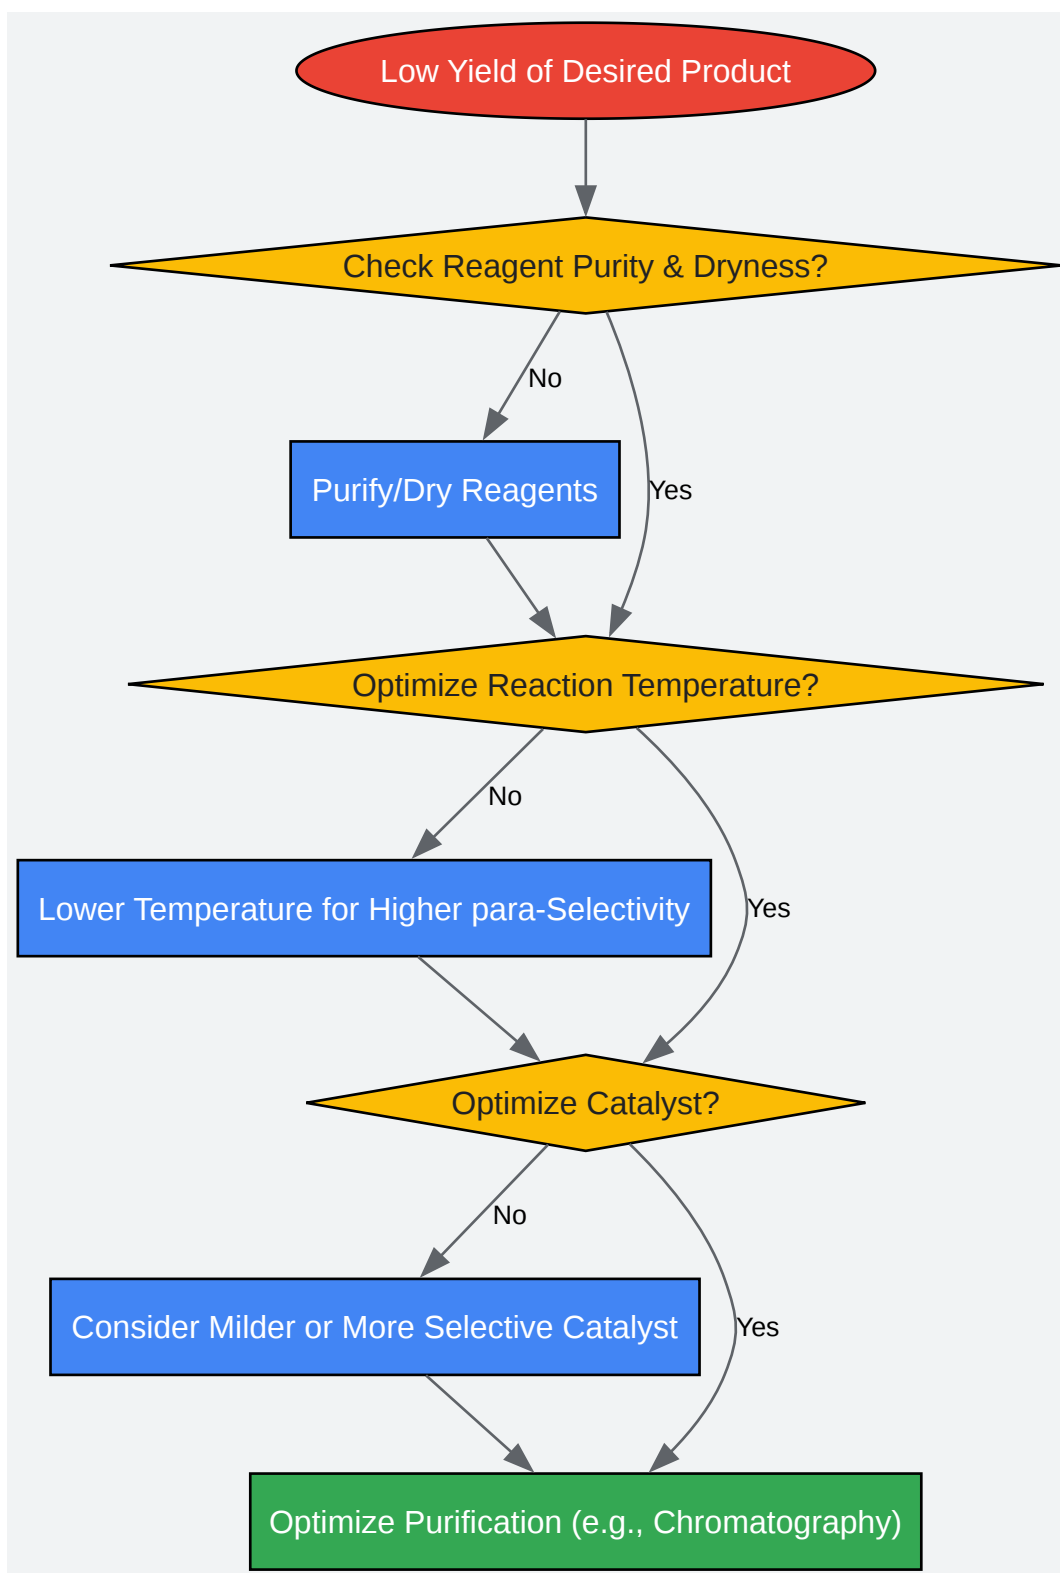 Low Yield of Desired Product
Check Reagent Purity & Dryness?
No
Purify/Dry Reagents
Yes
Optimize Reaction Temperature?
No
Lower Temperature for Higher para-Selectivity
Yes
Optimize Catalyst?
No
Consider Milder or More Selective Catalyst
Yes
Optimize Purification (e.g., Chromatography)